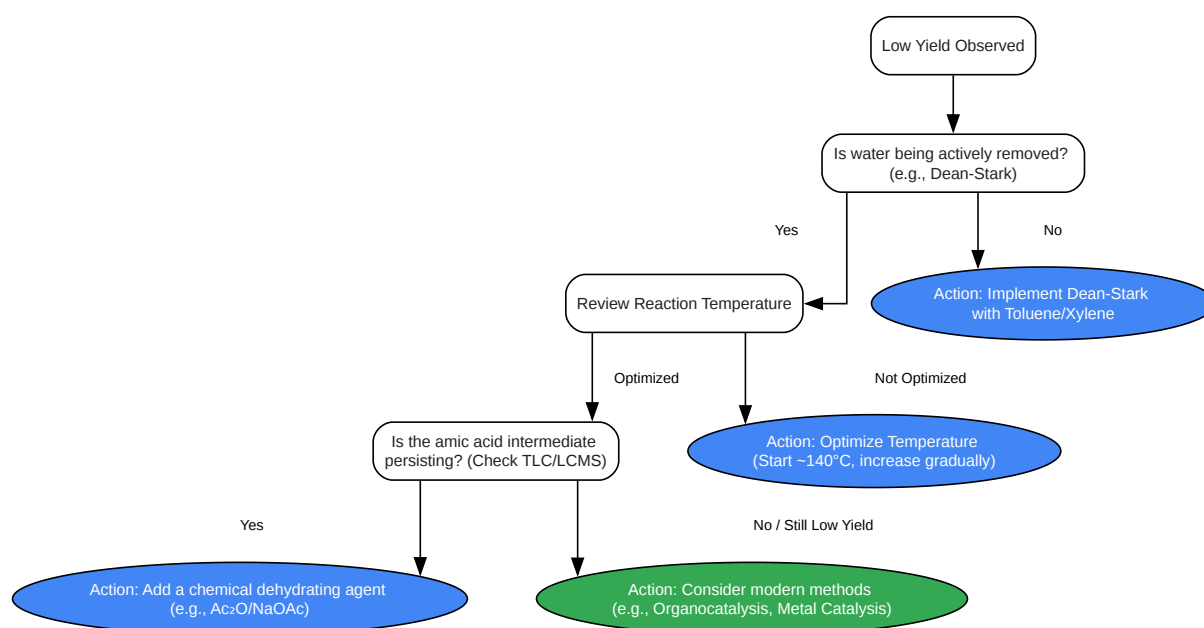 Low Yield Observed
Is water being actively removed?
(e.g., Dean-Stark)
Yes
No
Action: Implement Dean-Stark
with Toluene/Xylene
Review Reaction Temperature
Optimized
Not Optimized
Is the amic acid intermediate
persisting? (Check TLC/LCMS)
Action: Optimize Temperature
(Start ~140°C, increase gradually)
Yes
No / Still Low Yield
Action: Add a chemical dehydrating agent
(e.g., Ac₂O/NaOAc)
Action: Consider modern methods
(e.g., Organocatalysis, Metal Catalysis)